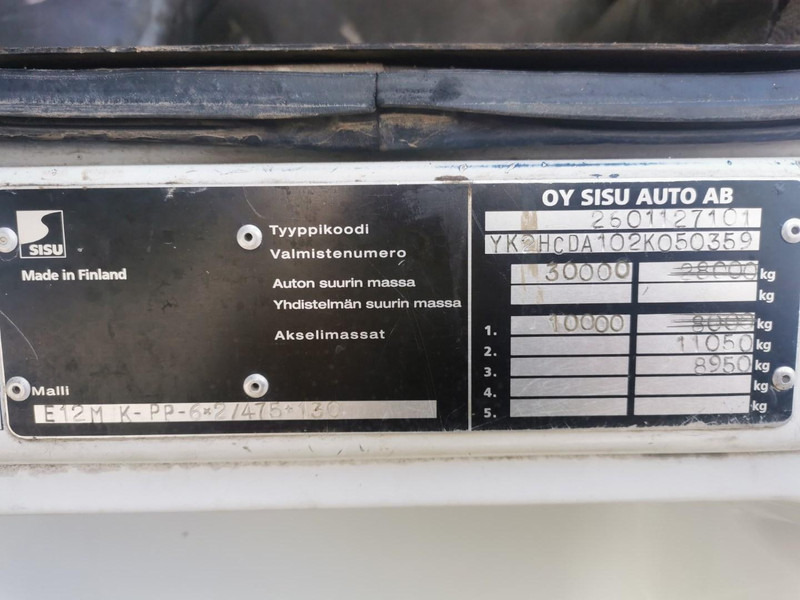 SISU
Made in Finland
Malli
E12M K-PP-6×2/475+130
Tyyppikoodi
Valmistenumero
Auton suurin massa
Yhdistelmän suurin massa
Akselimassat
OY SISU AUTO AB
2601127101
30000 28000 kg
kg
1. 10000 8000 kg
2. 11050 kg
3. 8950 kg
4. kg
5. kg